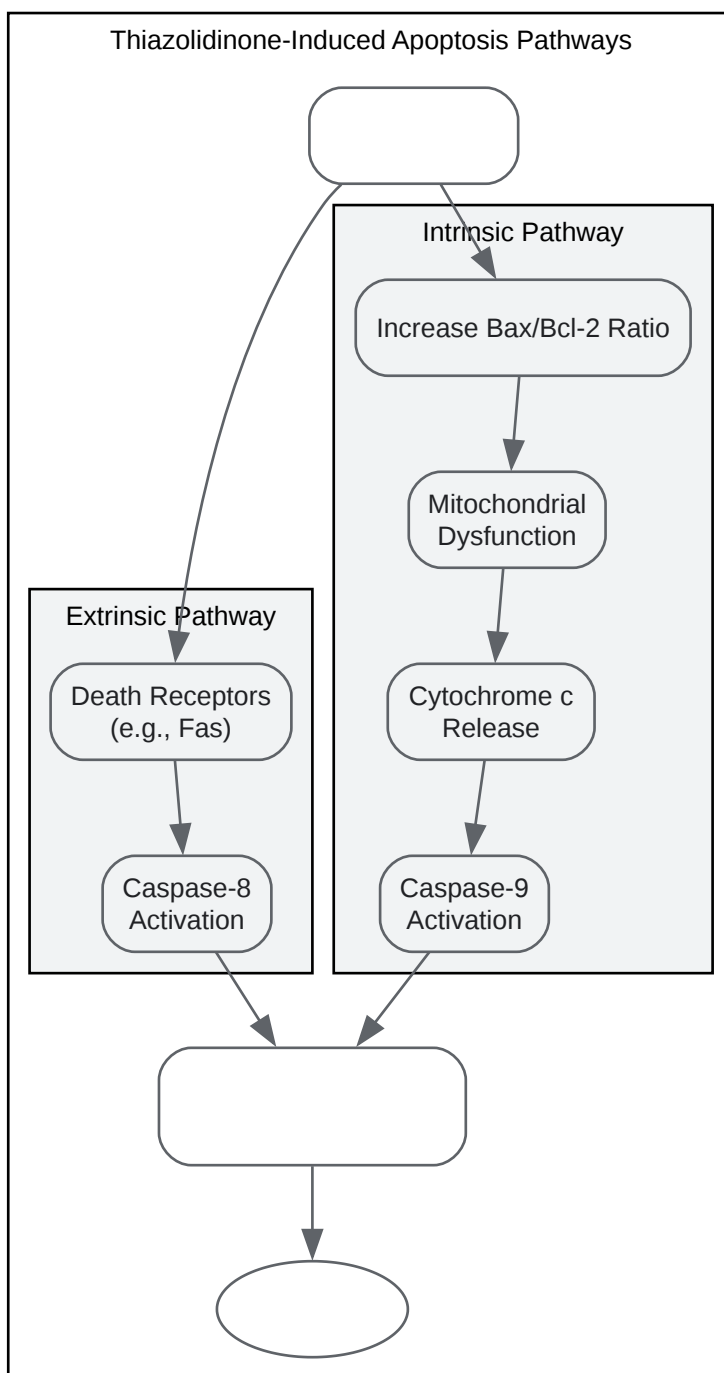 Thiazolidinone-Induced Apoptosis Pathways
Intrinsic Pathway
Increase Bax/Bcl-2 Ratio
Mitochondrial
Dysfunction
Extrinsic Pathway
Death Receptors
(e.g., Fas)
Cytochrome c
Release
Caspase-8
Activation
Caspase-9
Activation